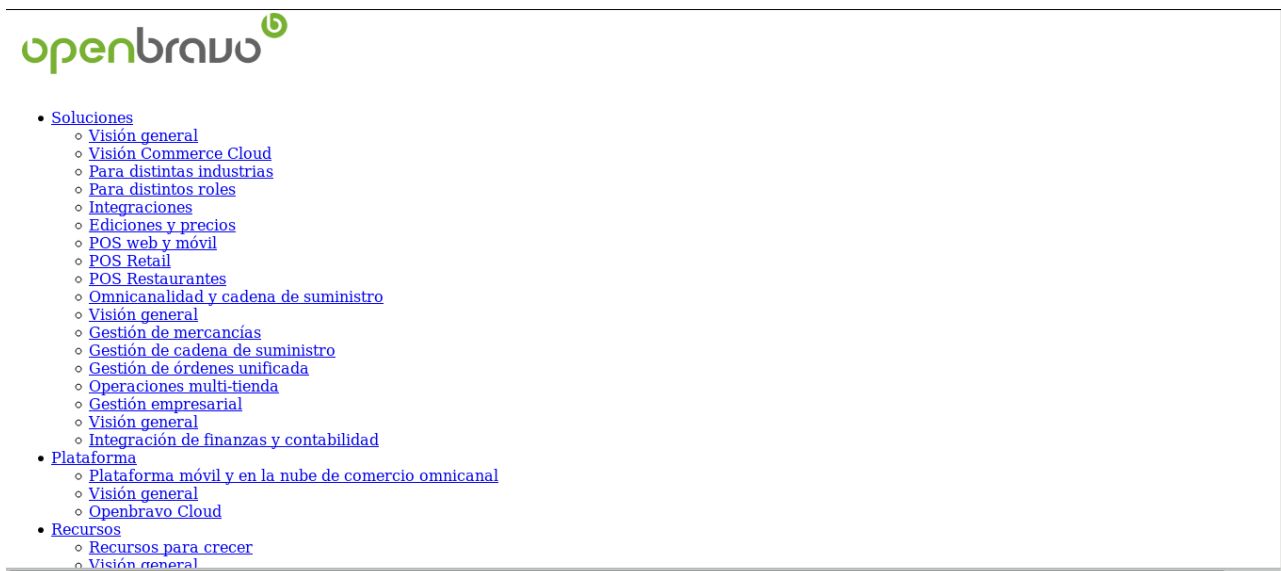 openbravo
Soluciones
Visión general
Visión Commerce Cloud
Para distintas industrias
Para distintos roles
Integraciones
Ediciones y precios
POS web y móvil
POS Retail
POS Restaurantes
Omnicanalidad y cadena de suministro
Visión general
Gestión de mercancías
Gestión de cadena de suministro
Gestión de órdenes unificada
Operaciones multi-tienda
Gestión empresarial
Visión general
Integración de finanzas y contabilidad
Plataforma
Plataforma móvil y en la nube de comercio omnicanal
Visión general
Openbravo Cloud
Recursos
Recursos para crecer
Visión general